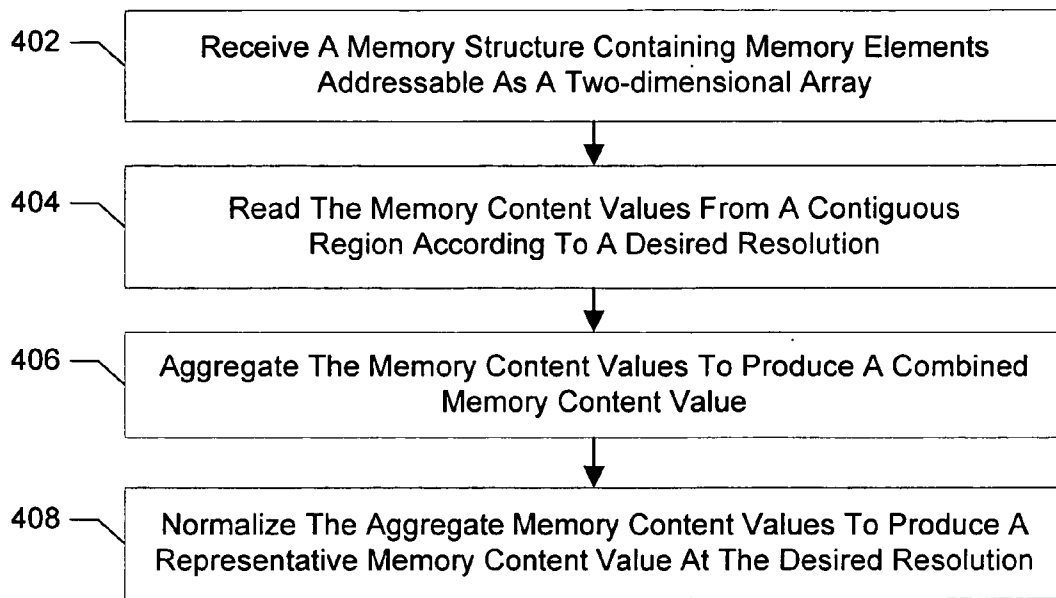 402
Receive A Memory Structure Containing Memory Elements
Addressable As A Two-dimensional Array
404
Read The Memory Content Values From A Contiguous
Region According To A Desired Resolution
406
Aggregate The Memory Content Values To Produce A Combined
Memory Content Value
408
Normalize The Aggregate Memory Content Values To Produce A
Representative Memory Content Value At The Desired Resolution